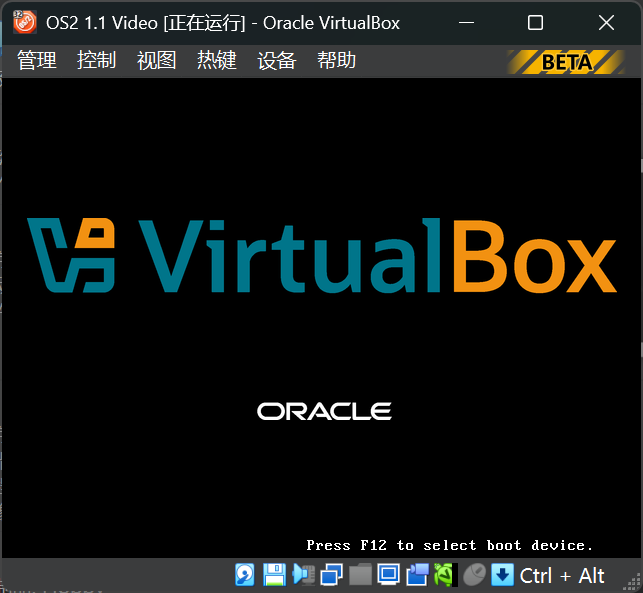 OS2 1.1 Video [正在运行] - Oracle VirtualBox
管理 控制 视图 热键 设备 帮助 BETA
VirtualBox
ORACLE
Press F12 to select boot device.
Ctrl + Alt